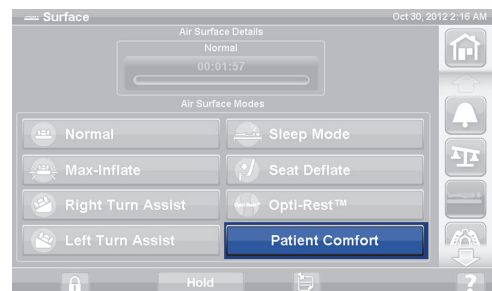 Surface
Oct 30, 2012 2:16 AM
Air Surface Details
Normal
00:01:57
Air Surface Modes
Normal
Sleep Mode
Max-Inflate
Seat Deflate
Right Turn Assist
Opti-Rest™
Left Turn Assist
Patient Comfort
Hold
?